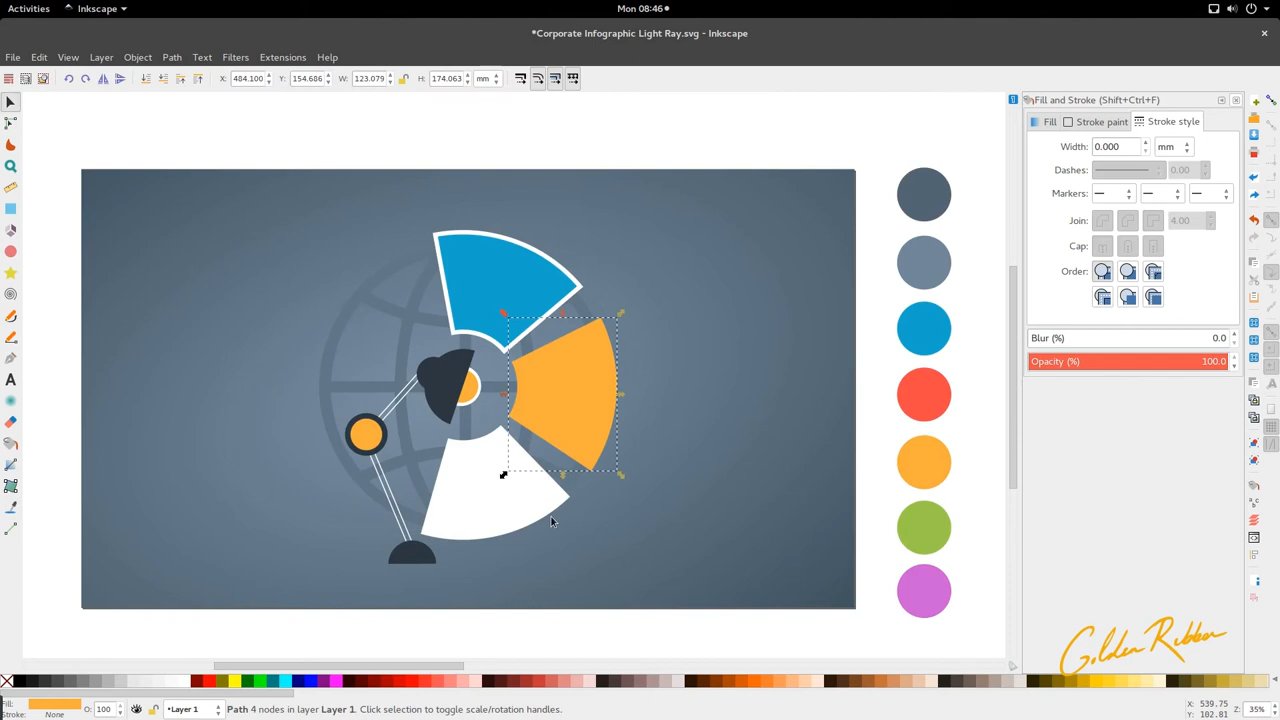 Activities
Inkscape
Mon 08:46
*Corporate Infographic Light Ray.svg - Inkscape
File Edit View Layer Object Path Text Filters Extensions Help
X: 484.100 Y: 154.686 W: 123.079 H: 174.063 mm
Fill and Stroke (Shift+Ctrl+F)
Fill Stroke paint Stroke style
Width: 0.000 mm
Dashes: 0.00
Markers:
Join: 4.00
Cap:
Order:
Blur (%) 0.0
Opacity (%) 100.0
Golden Ribbon
Fill:
Stroke: None
O: 100
•Layer 1
Path 4 nodes in layer Layer 1. Click selection to toggle scale/rotation handles.
X: 539.75
Y: 102.81
Z: 35%